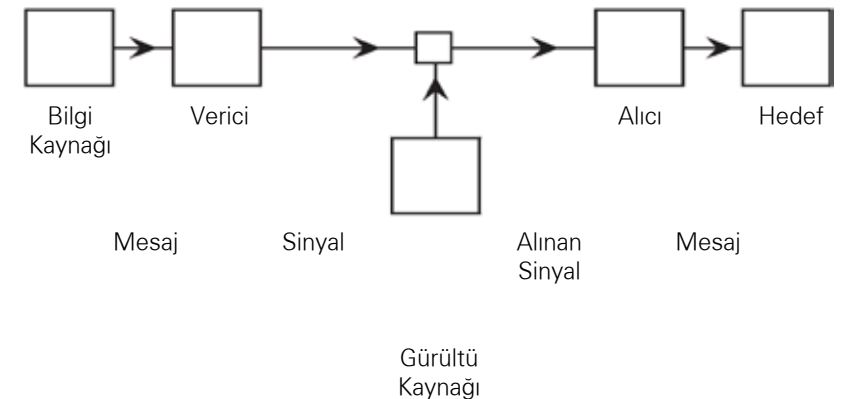 Bilgi
Kaynağı
Verici
Alıcı
Hedef
Mesaj
Sinyal
Alınan
Sinyal
Mesaj
Gürültü
Kaynağı